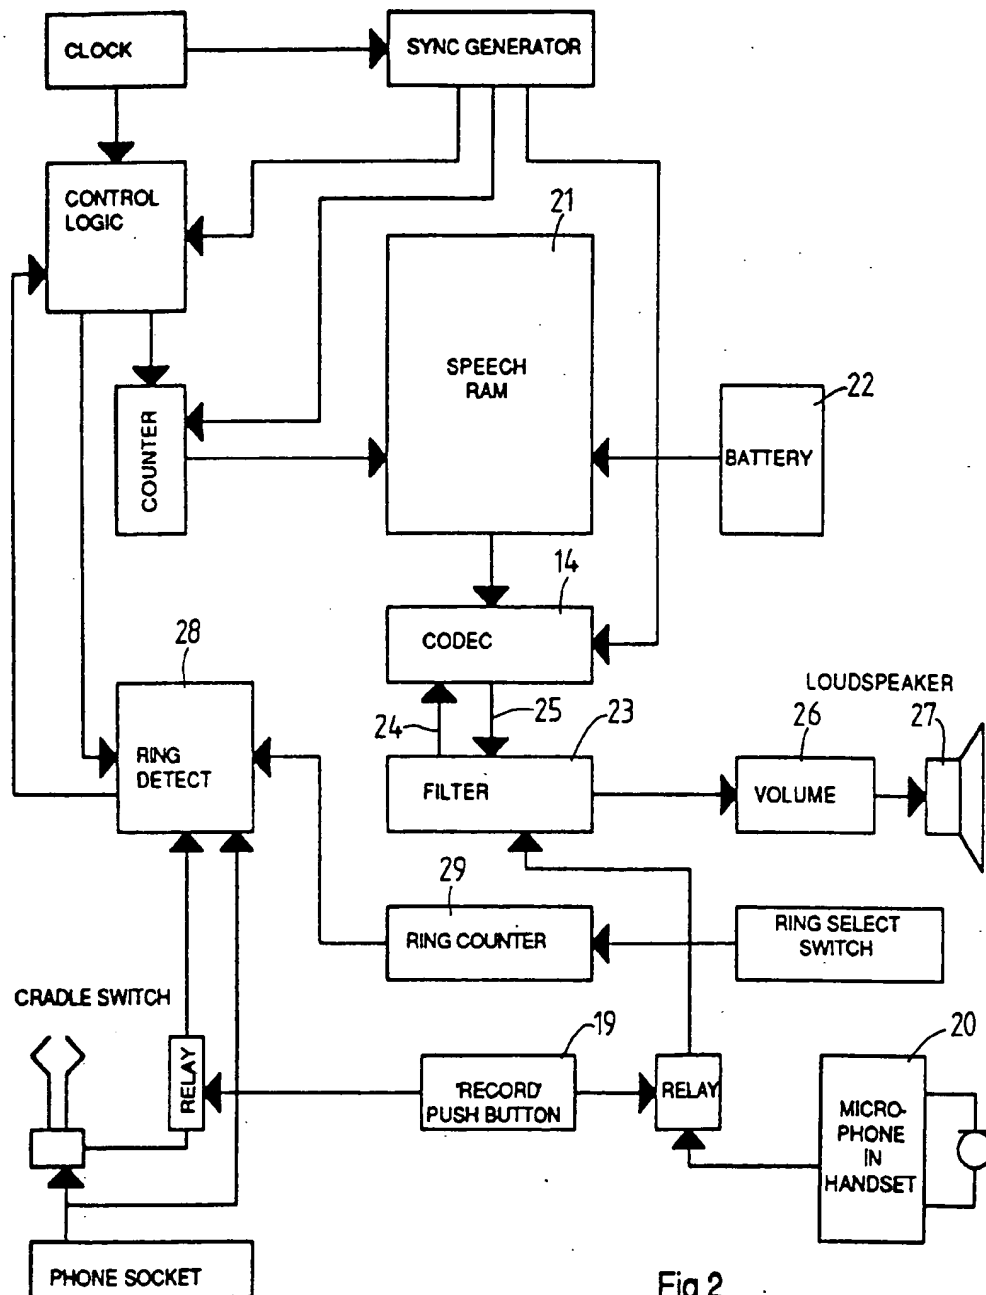 CLOCK
SYNC GENERATOR
CONTROL
LOGIC
21
SPEECH
RAM
22
BATTERY
COUNTER
14
CODEC
28
RING
DETECT
24
25
23
FILTER
26
VOLUME
LOUDSPEAKER
27
29
RING COUNTER
RING SELECT
SWITCH
CRADLE SWITCH
RELAY
19
'RECORD'
PUSH BUTTON
RELAY
20
MICRO-
PHONE
IN
HANDSET
PHONE SOCKET
Fig 2